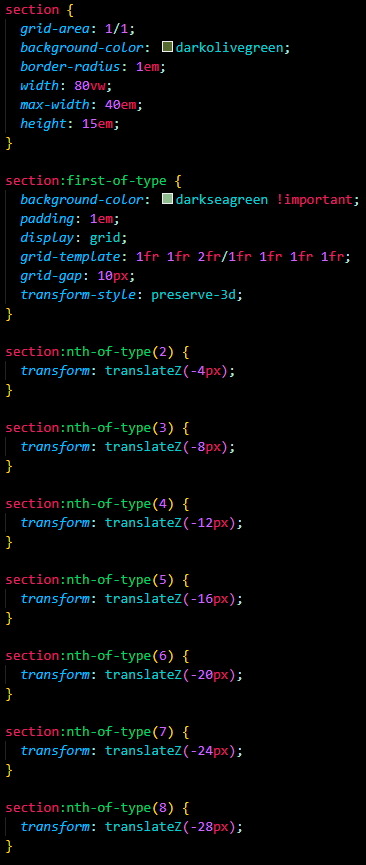 section {
  grid-area: 1/1;
  background-color: darkolivegreen;
  border-radius: 1em;
  width: 80vw;
  max-width: 40em;
  height: 15em;
}

section:first-of-type {
  background-color: darkseagreen !important;
  padding: 1em;
  display: grid;
  grid-template: 1fr 1fr 2fr/1fr 1fr 1fr 1fr;
  grid-gap: 10px;
  transform-style: preserve-3d;
}

section:nth-of-type(2) {
  transform: translateZ(-4px);
}

section:nth-of-type(3) {
  transform: translateZ(-8px);
}

section:nth-of-type(4) {
  transform: translateZ(-12px);
}

section:nth-of-type(5) {
  transform: translateZ(-16px);
}

section:nth-of-type(6) {
  transform: translateZ(-20px);
}

section:nth-of-type(7) {
  transform: translateZ(-24px);
}

section:nth-of-type(8) {
  transform: translateZ(-28px);
}